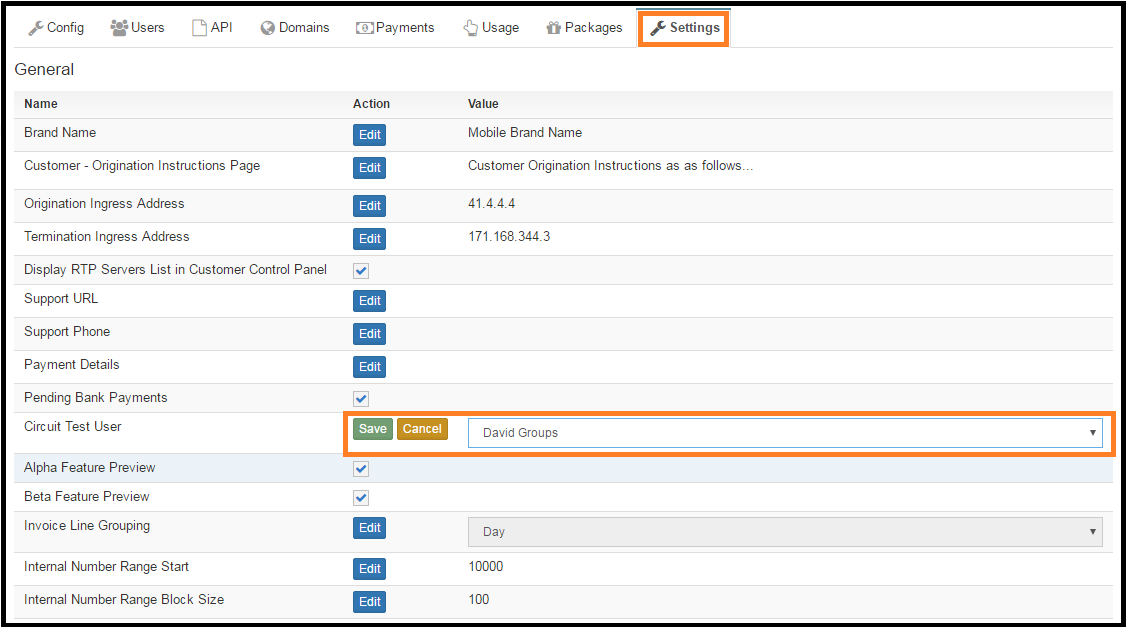 Config Users API Domains Payments Usage Packages Settings
General
Name Action Value
Brand Name Edit Mobile Brand Name
Customer - Origination Instructions Page Edit Customer Origination Instructions as as follows...
Origination Ingress Address Edit 41.4.4.4
Termination Ingress Address Edit 171.168.344.3
Display RTP Servers List in Customer Control Panel
Support URL Edit
Support Phone Edit
Payment Details Edit
Pending Bank Payments
Circuit Test User Save Cancel David Groups
Alpha Feature Preview
Beta Feature Preview
Invoice Line Grouping Edit Day
Internal Number Range Start Edit 10000
Internal Number Range Block Size Edit 100